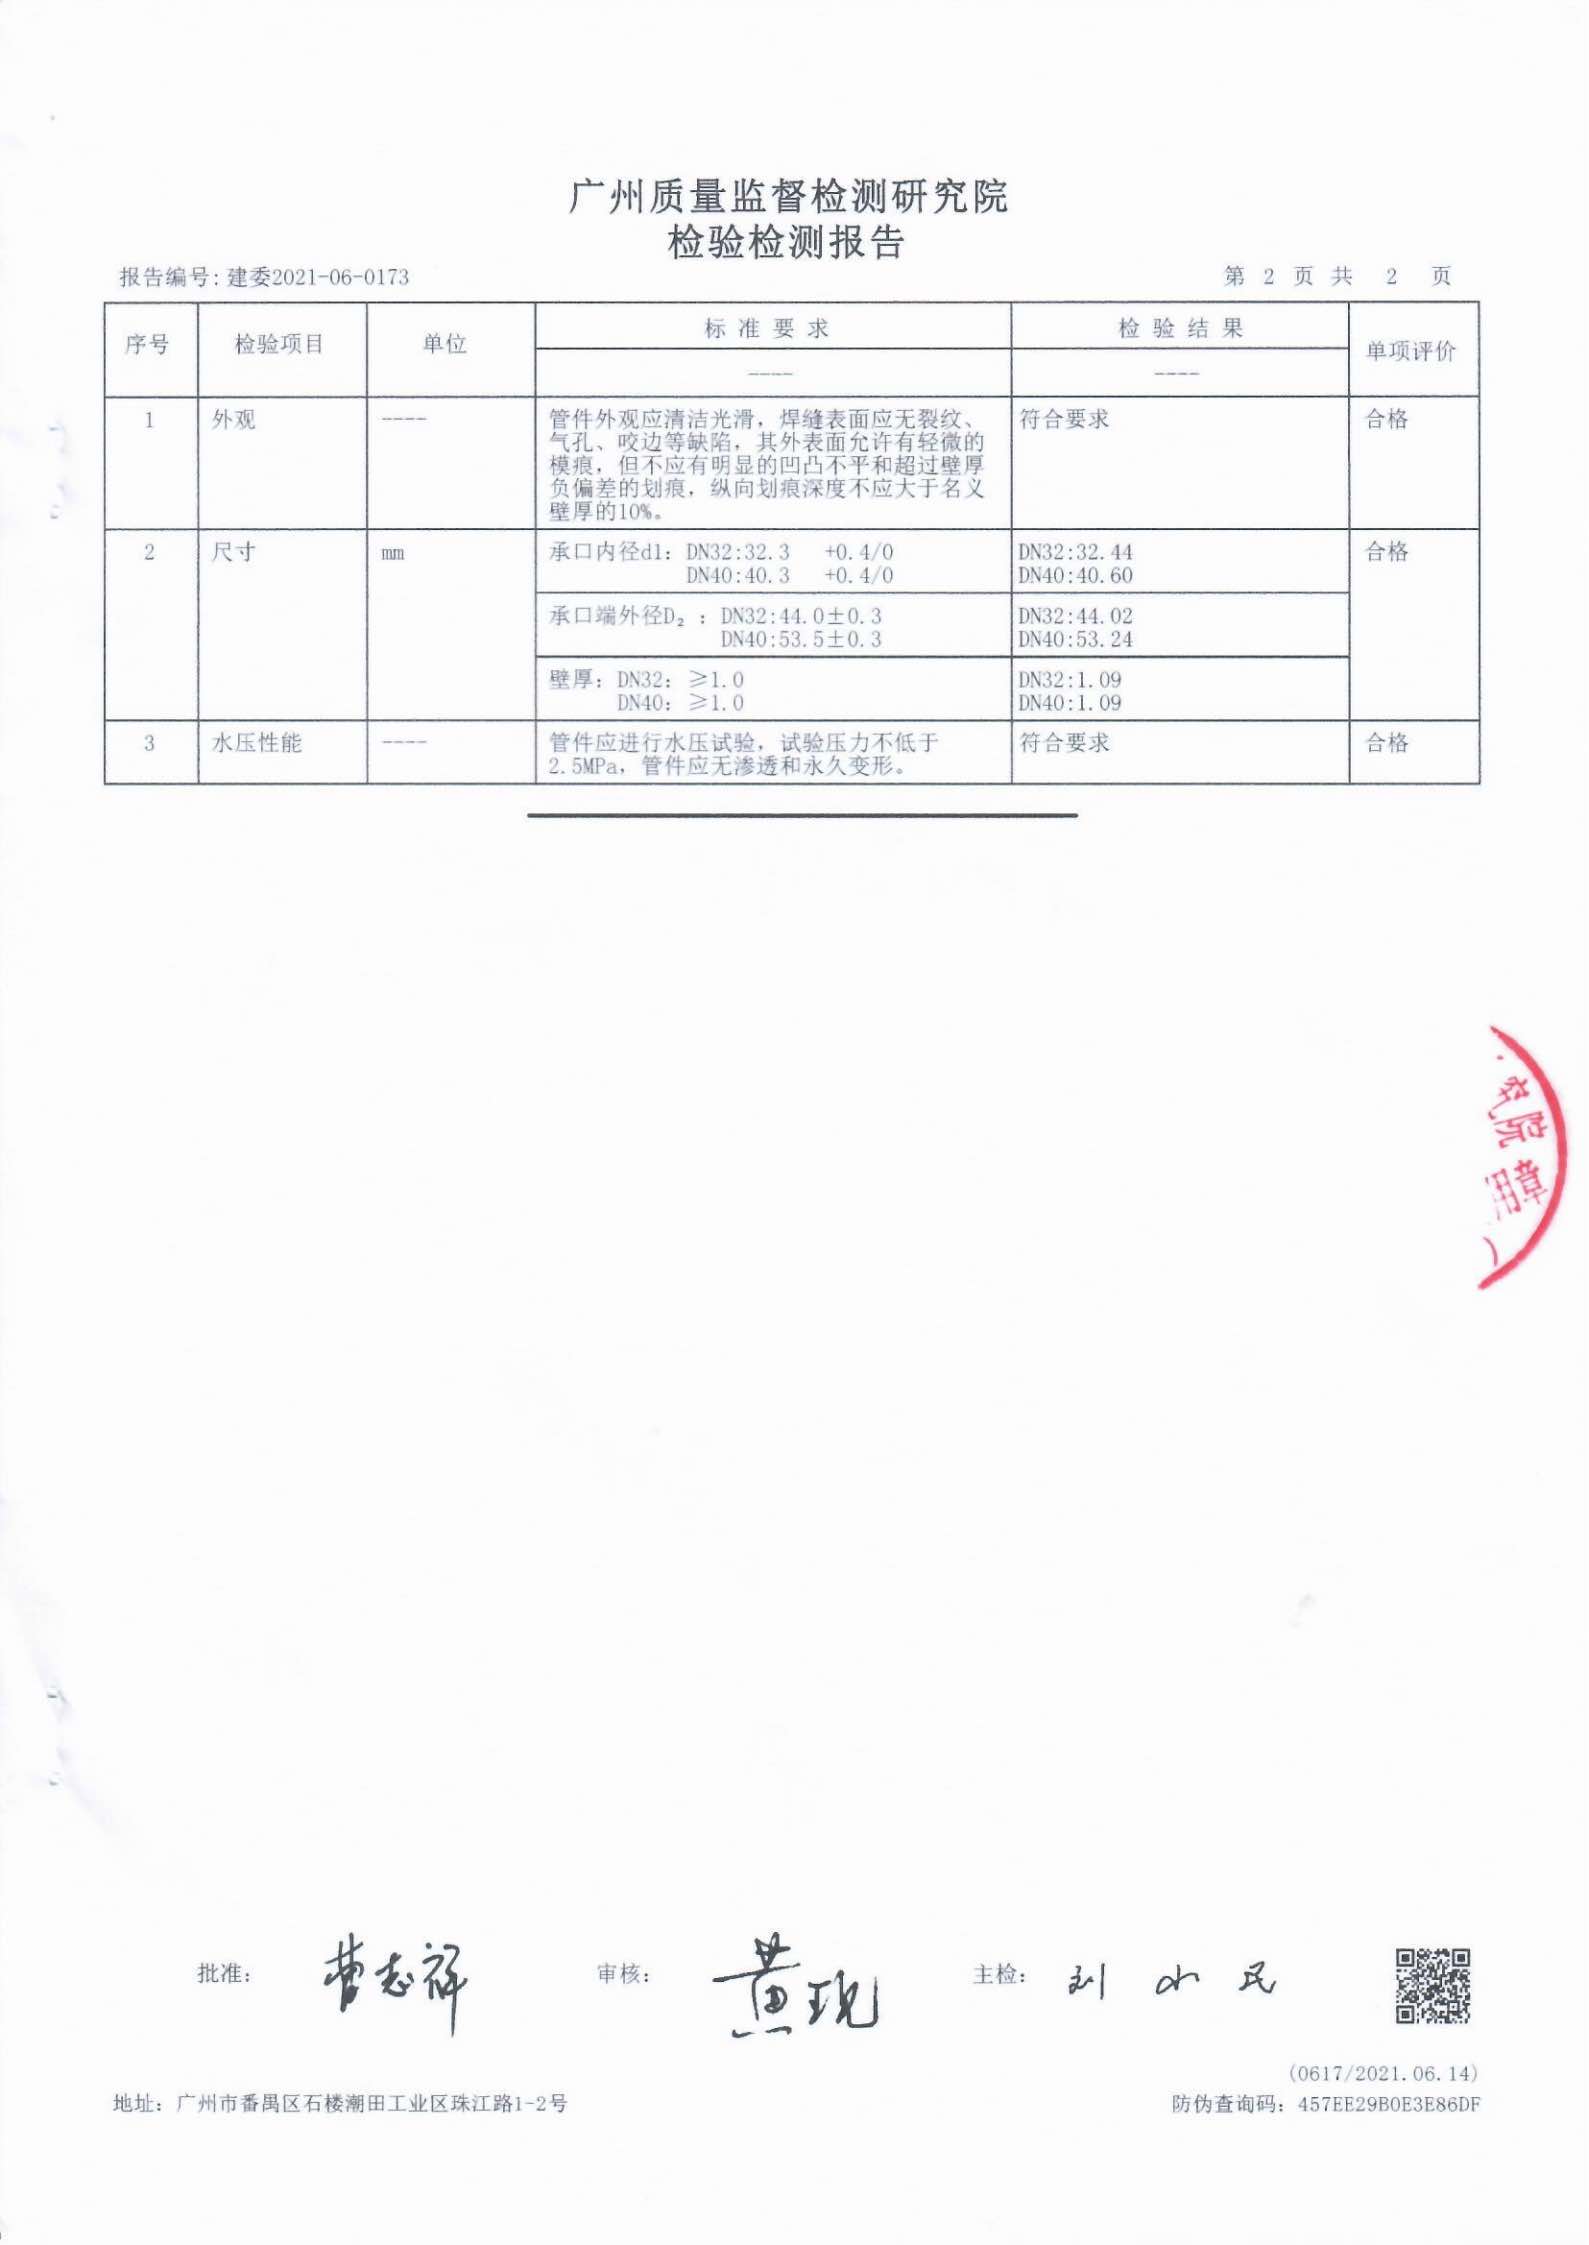 广州质量监督检测研究院
检验检测报告
报告编号：建委2021-06-0173
第 2 页 共 2 页
序号 检验项目 单位 标准要求 检验结果 单项评价
---- ----
1 外观 ---- 管件外观应清洁光滑，焊缝表面应无裂纹、 符合要求 合格
气孔、咬边等缺陷，其外表面允许有轻微的
模痕，但不应有明显的凹凸不平和超过壁厚
负偏差的划痕，纵向划痕深度不应大于名义
壁厚的10%。
2 尺寸 mm 承口内径d1：DN32:32.3 +0.4/0 DN32:32.44 合格
DN40:40.3 +0.4/0 DN40:40.60
承口端外径D₂：DN32:44.0±0.3 DN32:44.02
DN40:53.5±0.3 DN40:53.24
壁厚：DN32：≥1.0 DN32:1.09
DN40：≥1.0 DN40:1.09
3 水压性能 ---- 管件应进行水压试验，试验压力不低于 符合要求 合格
2.5MPa，管件应无渗透和永久变形。
究院
用章
）
批准：曹志祥 审核：黄现 主检：刘小民
(0617/2021.06.14)
地址：广州市番禺区石楼潮田工业区珠江路1-2号
防伪查询码：457EE29B0E3E86DF